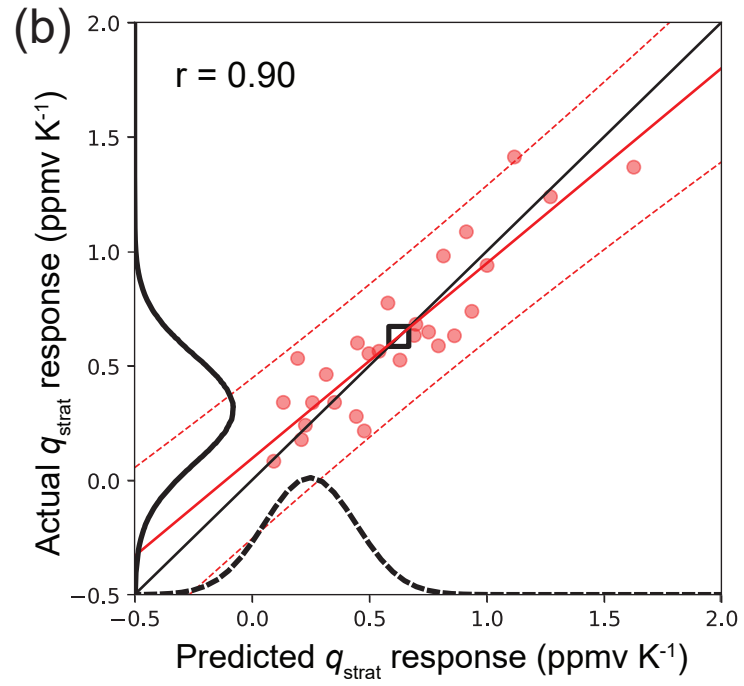 (b)
r = 0.90
2.0
1.5
1.0
0.5
0.0
−0.5
Actual q_strat response (ppmv K⁻¹)
−0.5 0.0 0.5 1.0 1.5 2.0
Predicted q_strat response (ppmv K⁻¹)